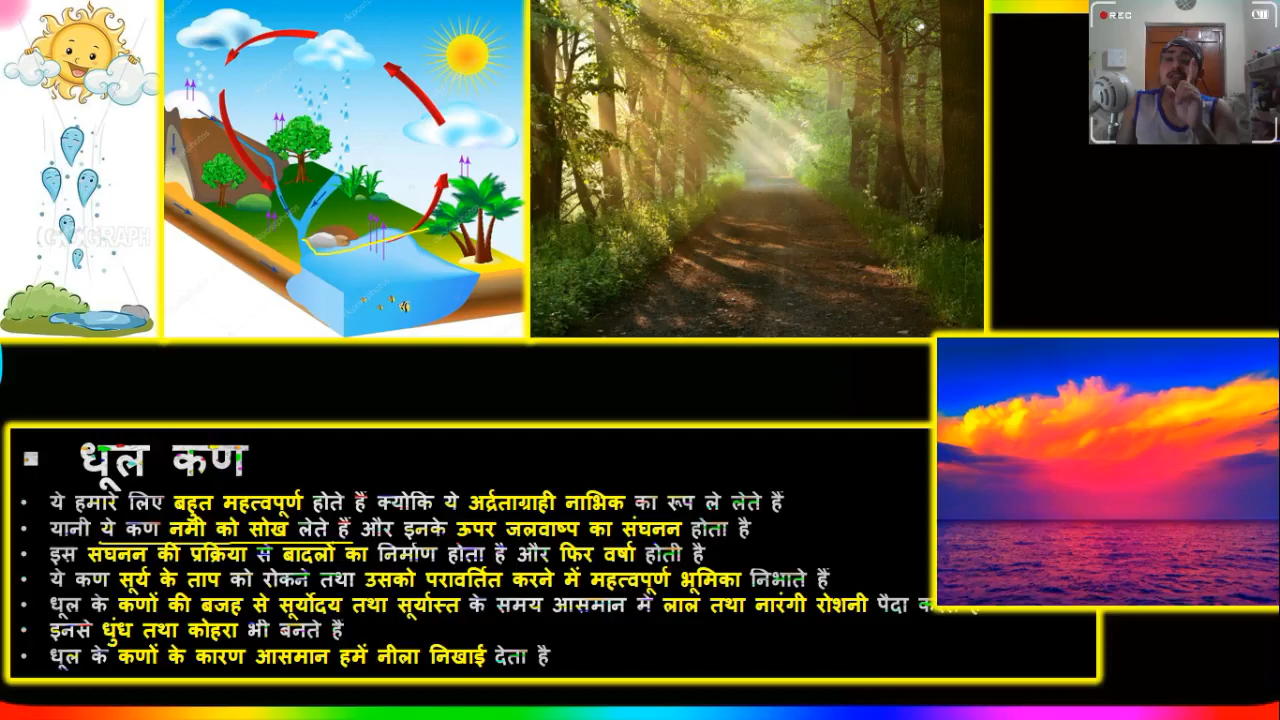 REC
धूल कण
ये हमारे लिए बहुत महत्वपूर्ण होते हैं क्योकि ये अर्द्रताग्राही नाभिक का रूप ले लेते हैं
यानी ये कण नमी को सोख लेते हैं और इनके ऊपर जलवाष्प का संघनन होता है
इस संघनन की प्रक्रिया से बादलों का निर्माण होता है और फिर वर्षा होती है
ये कण सूर्य के ताप को रोकने तथा उसको परावर्तित करने में महत्वपूर्ण भूमिका निभाते हैं
धूल के कणों की बजह से सूर्योदय तथा सूर्यास्त के समय आसमान में लाल तथा नारंगी रोशनी पैदा
इनसे धुंध तथा कोहरा भी बनते हैं
धूल के कणों के कारण आसमान हमें नीला निखाई देता है